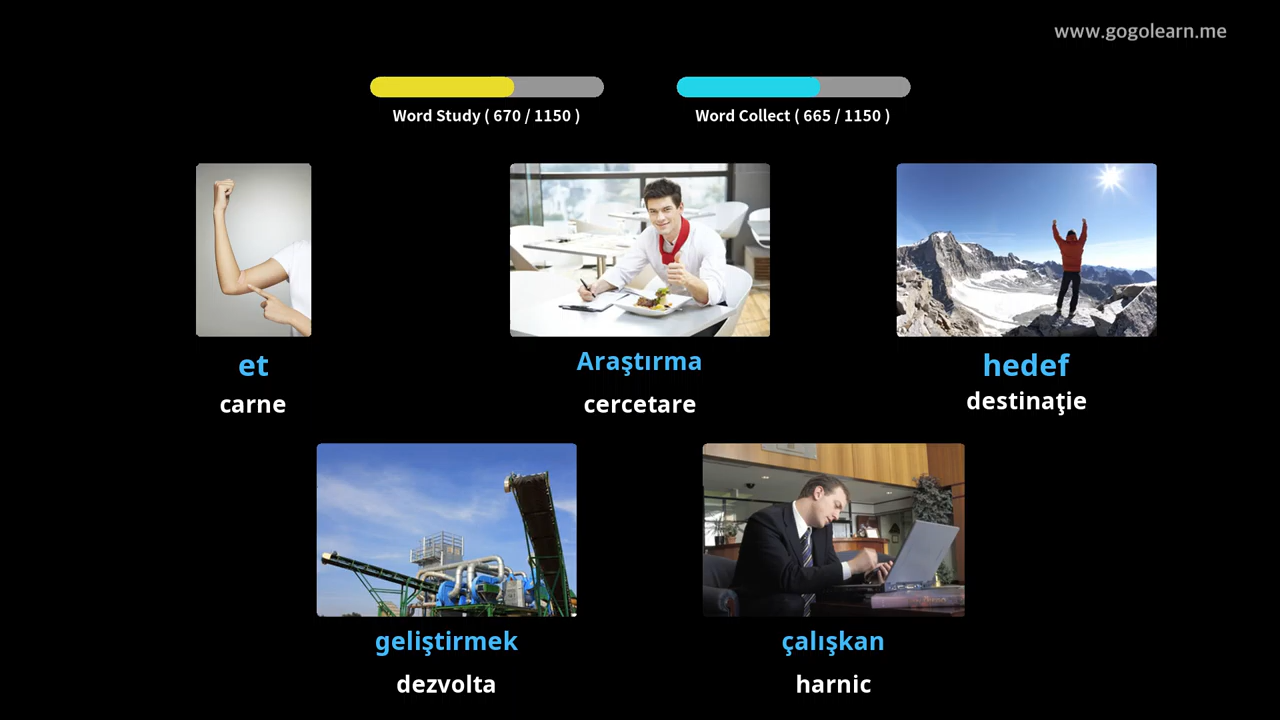 www.gogolearn.me
Word Study ( 670 / 1150 )
Word Collect ( 665 / 1150 )
et
carne
Araştırma
cercetare
hedef
destinaţie
geliştirmek
dezvolta
çalışkan
harnic